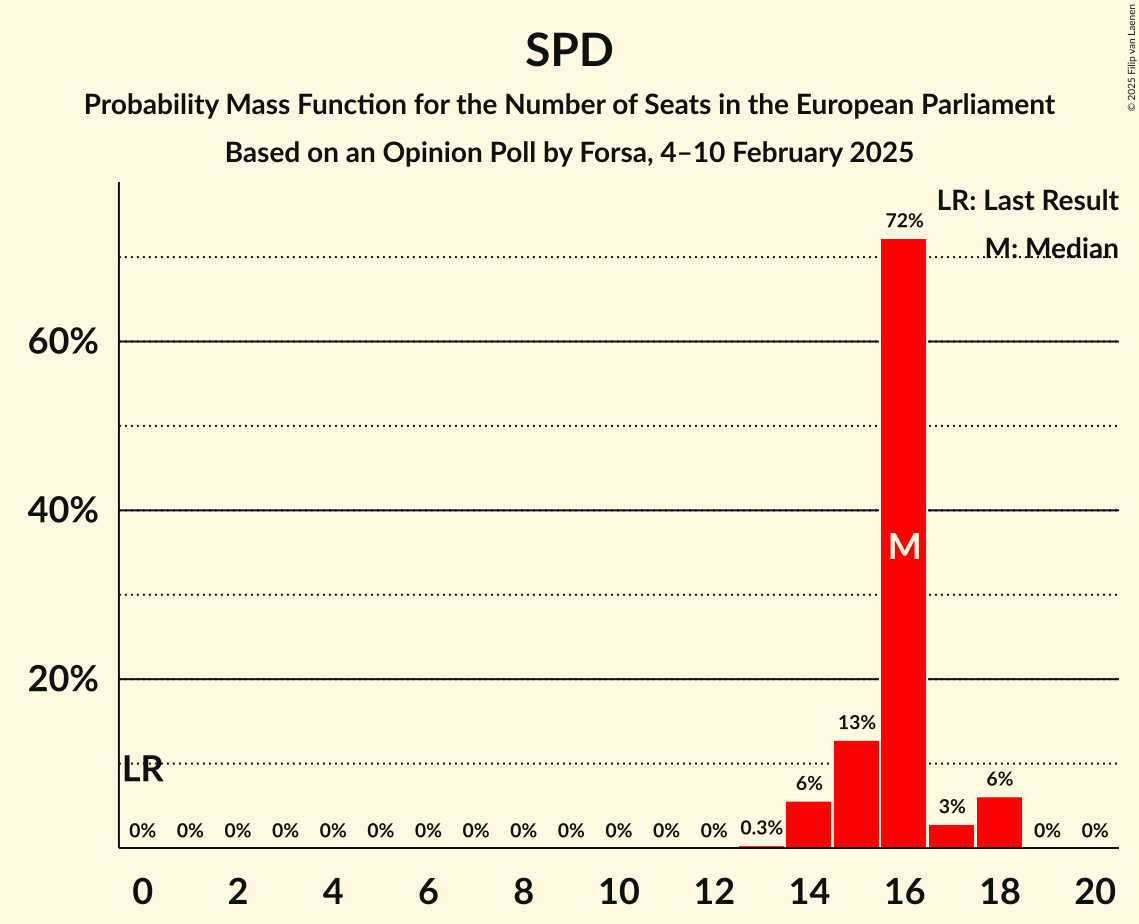 SPD
Probability Mass Function for the Number of Seats in the European Parliament
Based on an Opinion Poll by Forsa, 4–10 February 2025
© 2025 Filip van Laenen
LR: Last Result
M: Median
72%
60%
40%
M
20%
13%
LR
6%
6%
3%
0% 0% 0% 0% 0% 0% 0% 0% 0% 0% 0% 0% 0% 0.3% 0% 0%
0 2 4 6 8 10 12 14 16 18 20